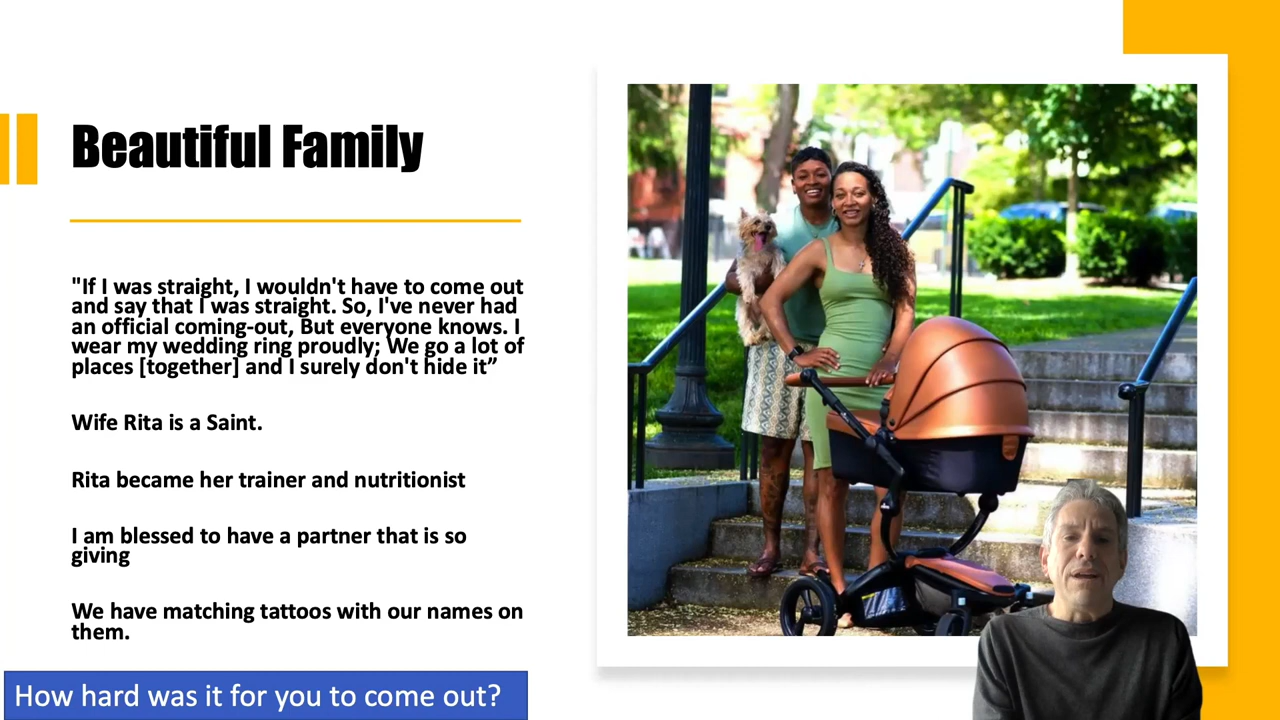 Beautiful Family
"If I was straight, I wouldn't have to come out
and say that I was straight. So, I've never had
an official coming-out, But everyone knows. I
wear my wedding ring proudly; We go a lot of
places [together] and I surely don't hide it”
Wife Rita is a Saint.
Rita became her trainer and nutritionist
I am blessed to have a partner that is so
giving
We have matching tattoos with our names on
them.
How hard was it for you to come out?